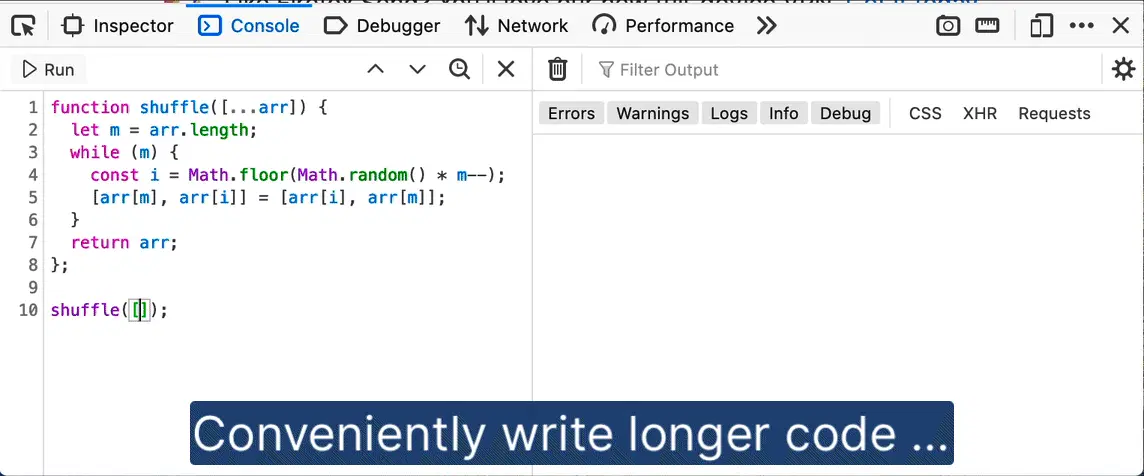 Inspector Console Debugger Network Performance
Run Filter Output
Errors Warnings Logs Info Debug CSS XHR Requests
1 function shuffle([...arr]) {
2 let m = arr.length;
3 while (m) {
4 const i = Math.floor(Math.random() * m--);
5 [arr[m], arr[i]] = [arr[i], arr[m]];
6 }
7 return arr;
8 };
9
10 shuffle([]);
Conveniently write longer code ...